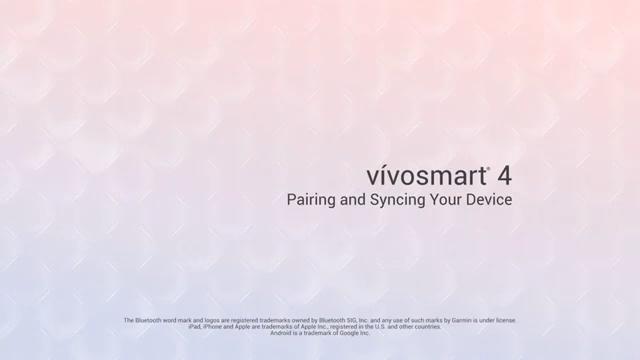 vívosmart® 4
Pairing and Syncing Your Device
The Bluetooth word mark and logos are registered trademarks owned by Bluetooth SIG, Inc. and any use of such marks by Garmin is under license.
iPad, iPhone and Apple are trademarks of Apple Inc., registered in the U.S. and other countries.
Android is a trademark of Google Inc.